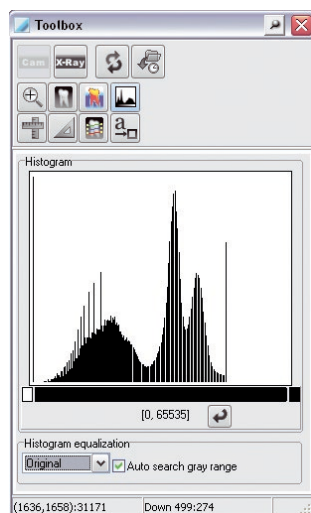 Toolbox
Cam X-Ray
a
Histogram
[0, 65535]
Histogram equalization
Original Auto search gray range
(1636,1658):31171 Down 499:274